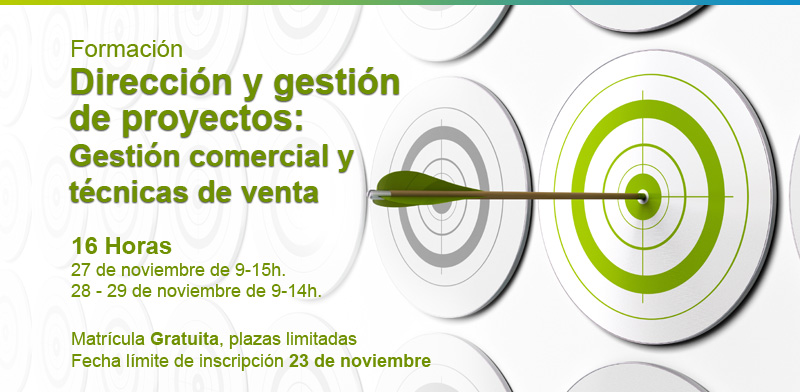 Formación
Dirección y gestión
de proyectos:
Gestión comercial y
técnicas de venta
16 Horas
27 de noviembre de 9-15h.
28 - 29 de noviembre de 9-14h.
Matrícula Gratuita, plazas limitadas
Fecha límite de inscripción 23 de noviembre